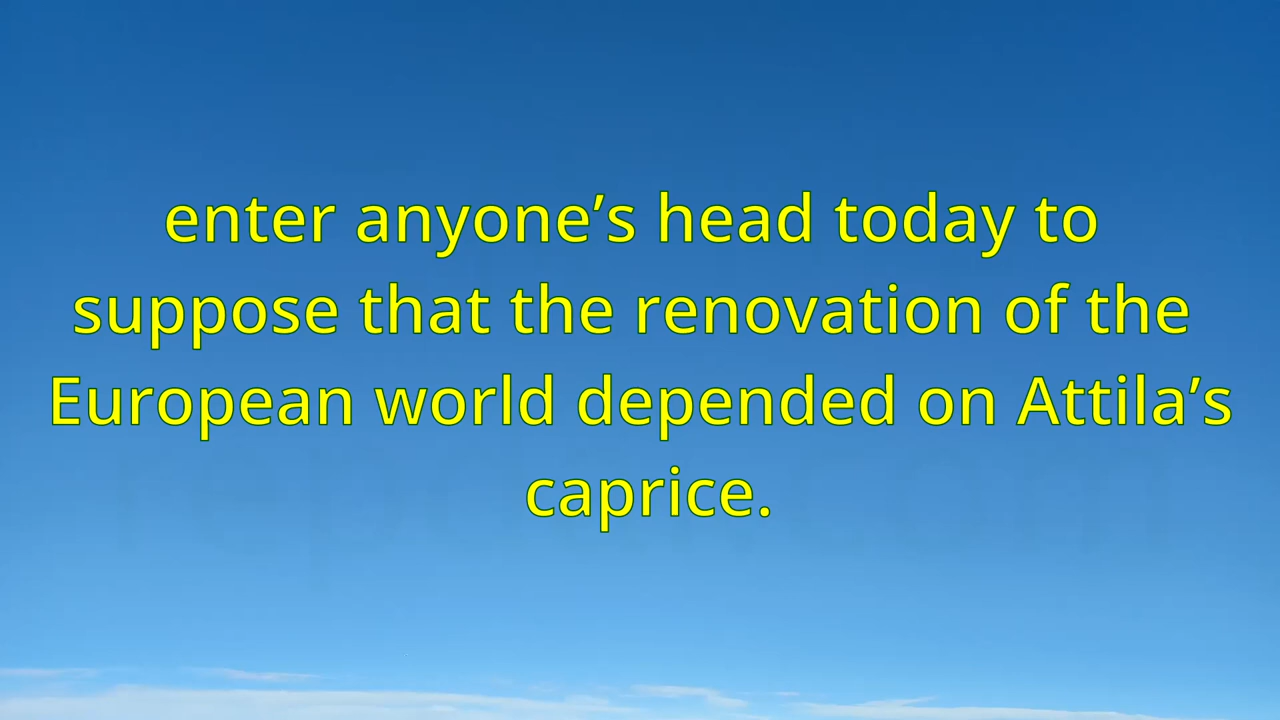 enter anyone’s head today to
suppose that the renovation of the
European world depended on Attila’s
caprice.